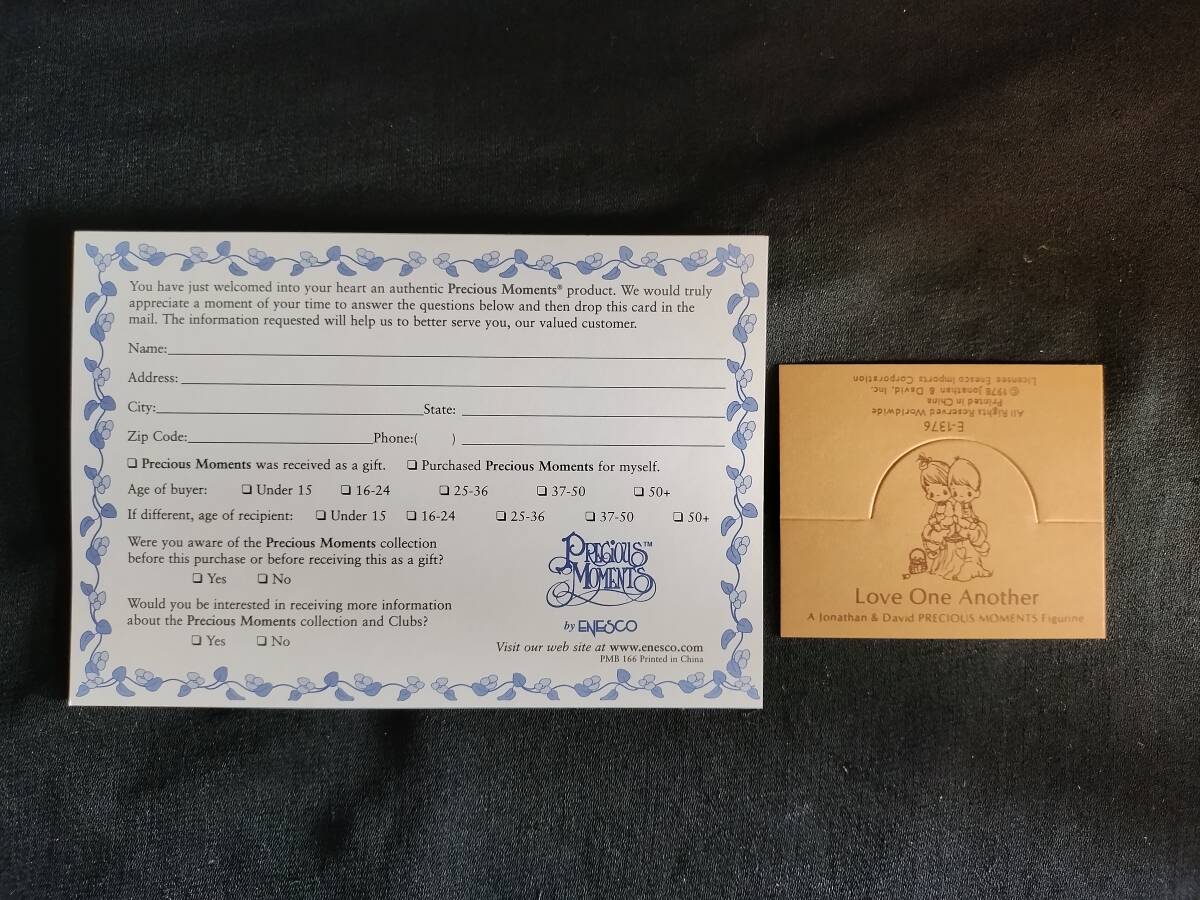 You have just welcomed into your heart an authentic Precious Moments® product. We would truly
appreciate a moment of your time to answer the questions below and then drop this card in the
mail. The information requested will help us to better serve you, our valued customer.
Name:
Address:
City: State:
Zip Code: Phone:( )
❏ Precious Moments was received as a gift. ❏ Purchased Precious Moments for myself.
Age of buyer: ❏ Under 15 ❏ 16-24 ❏ 25-36 ❏ 37-50 ❏ 50+
If different, age of recipient: ❏ Under 15 ❏ 16-24 ❏ 25-36 ❏ 37-50 ❏ 50+
Were you aware of the Precious Moments collection
before this purchase or before receiving this as a gift?
❏ Yes ❏ No
Would you be interested in receiving more information
about the Precious Moments collection and Clubs?
❏ Yes ❏ No
PRECIOUS™
MOMENTS
by ENESCO
Visit our web site at www.enesco.com
PMB 166 Printed in China
E-1376
All Rights Reserved Worldwide
Printed in China
©1978 Jonathan & David, Inc.
Licensee Enesco Imports Corporation
Love One Another
A Jonathan & David PRECIOUS MOMENTS Figurine